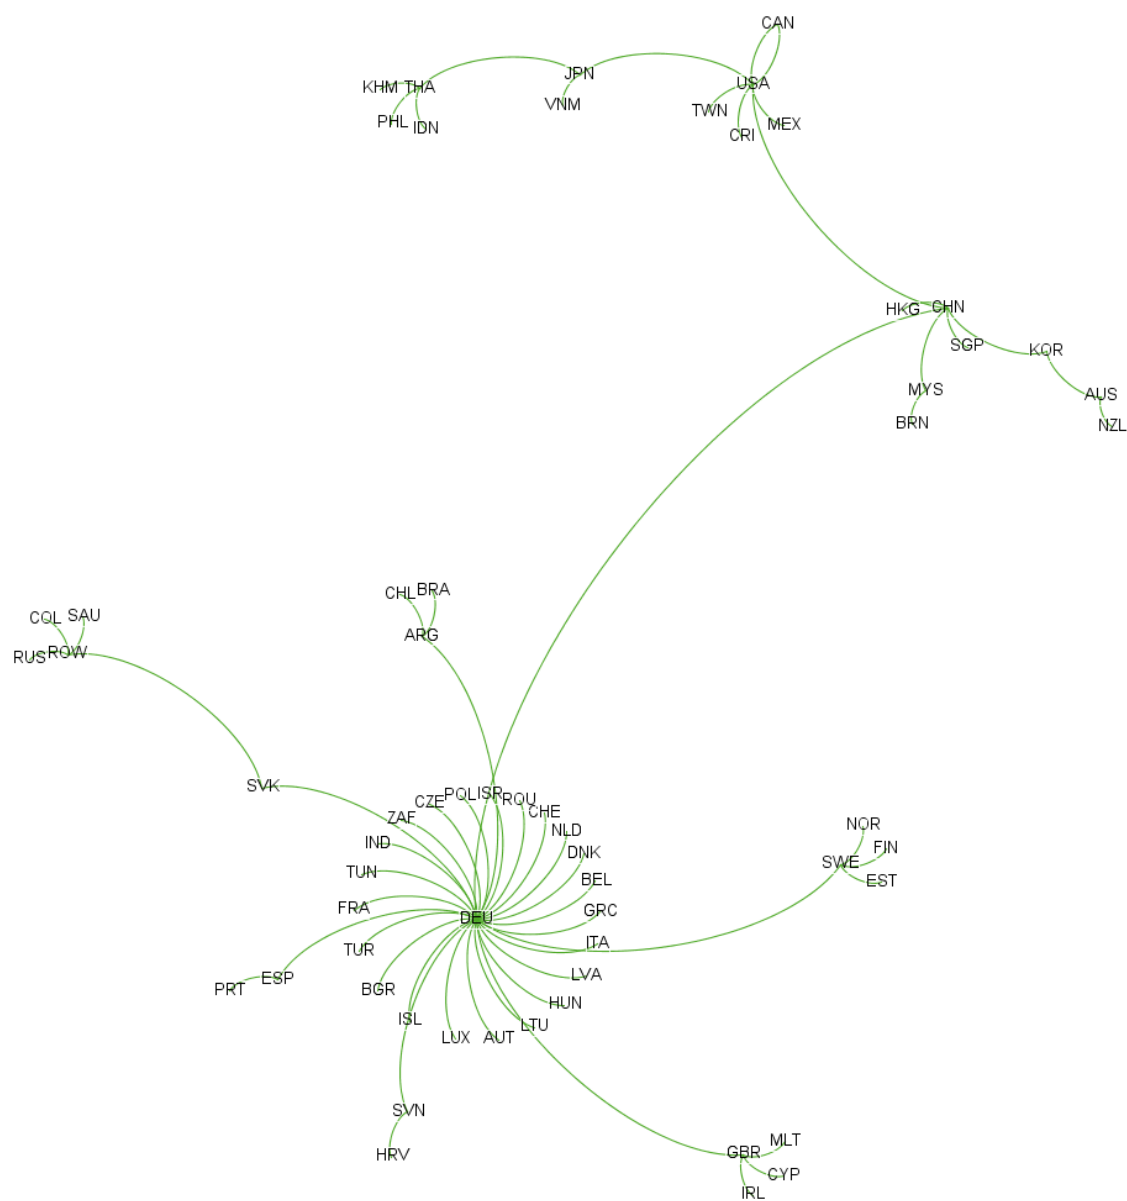 CAN
JPN
USA
KHM THA
VNM
TWN
MEX
PHL
IDN
CRI
HKG
CHN
SGP
KOR
MYS
AUS
BRN
NZL
CHL
BRA
COL
SAU
ARG
RUS
ROW
SVK
CZE
POL
ISR
ROU
CHE
ZAF
NLD
NOR
IND
DNK
FIN
SWE
TUN
BEL
EST
FRA
DEU
GRC
TUR
ITA
PRT
ESP
BGR
LVA
HUN
ISL
LUX
AUT
LTU
SVN
HRV
GBR
MLT
CYP
IRL